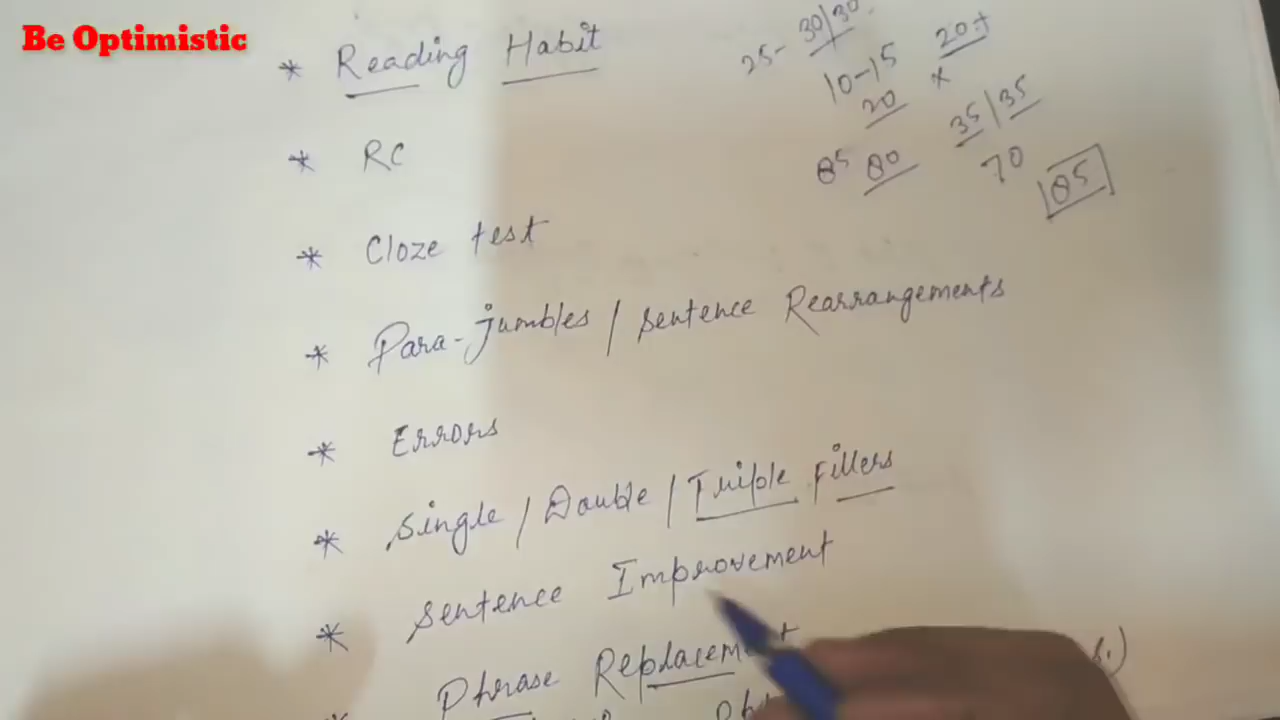 Be Optimistic
* Reading Habit
25- 30/30
10-15 20+
20 *
35/35
85 80
70
85
* RC
* Cloze test
* Para-jumbles / sentence Rearrangements
* Errors
* Single / Double / Triple fillers
* Sentence Improvement
* Phrase Replacement